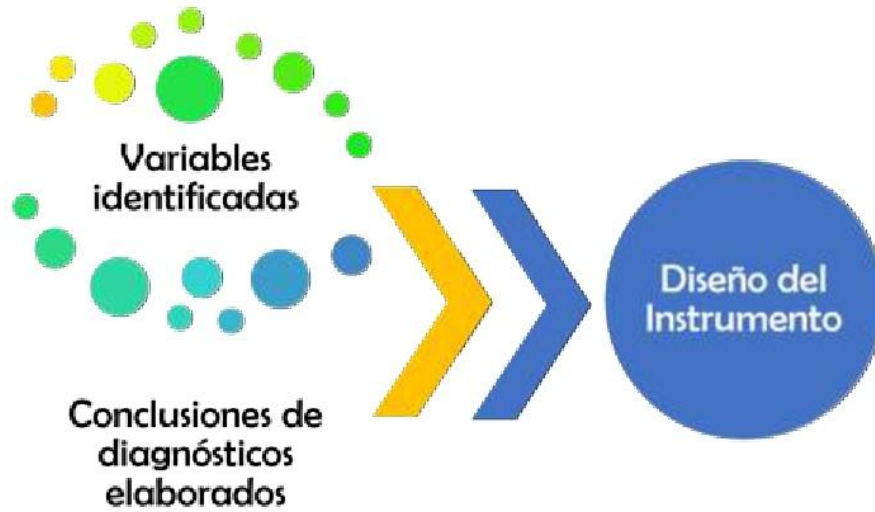 Variables
identificadas
Conclusiones de
diagnósticos
elaborados
Diseño del
Instrumento